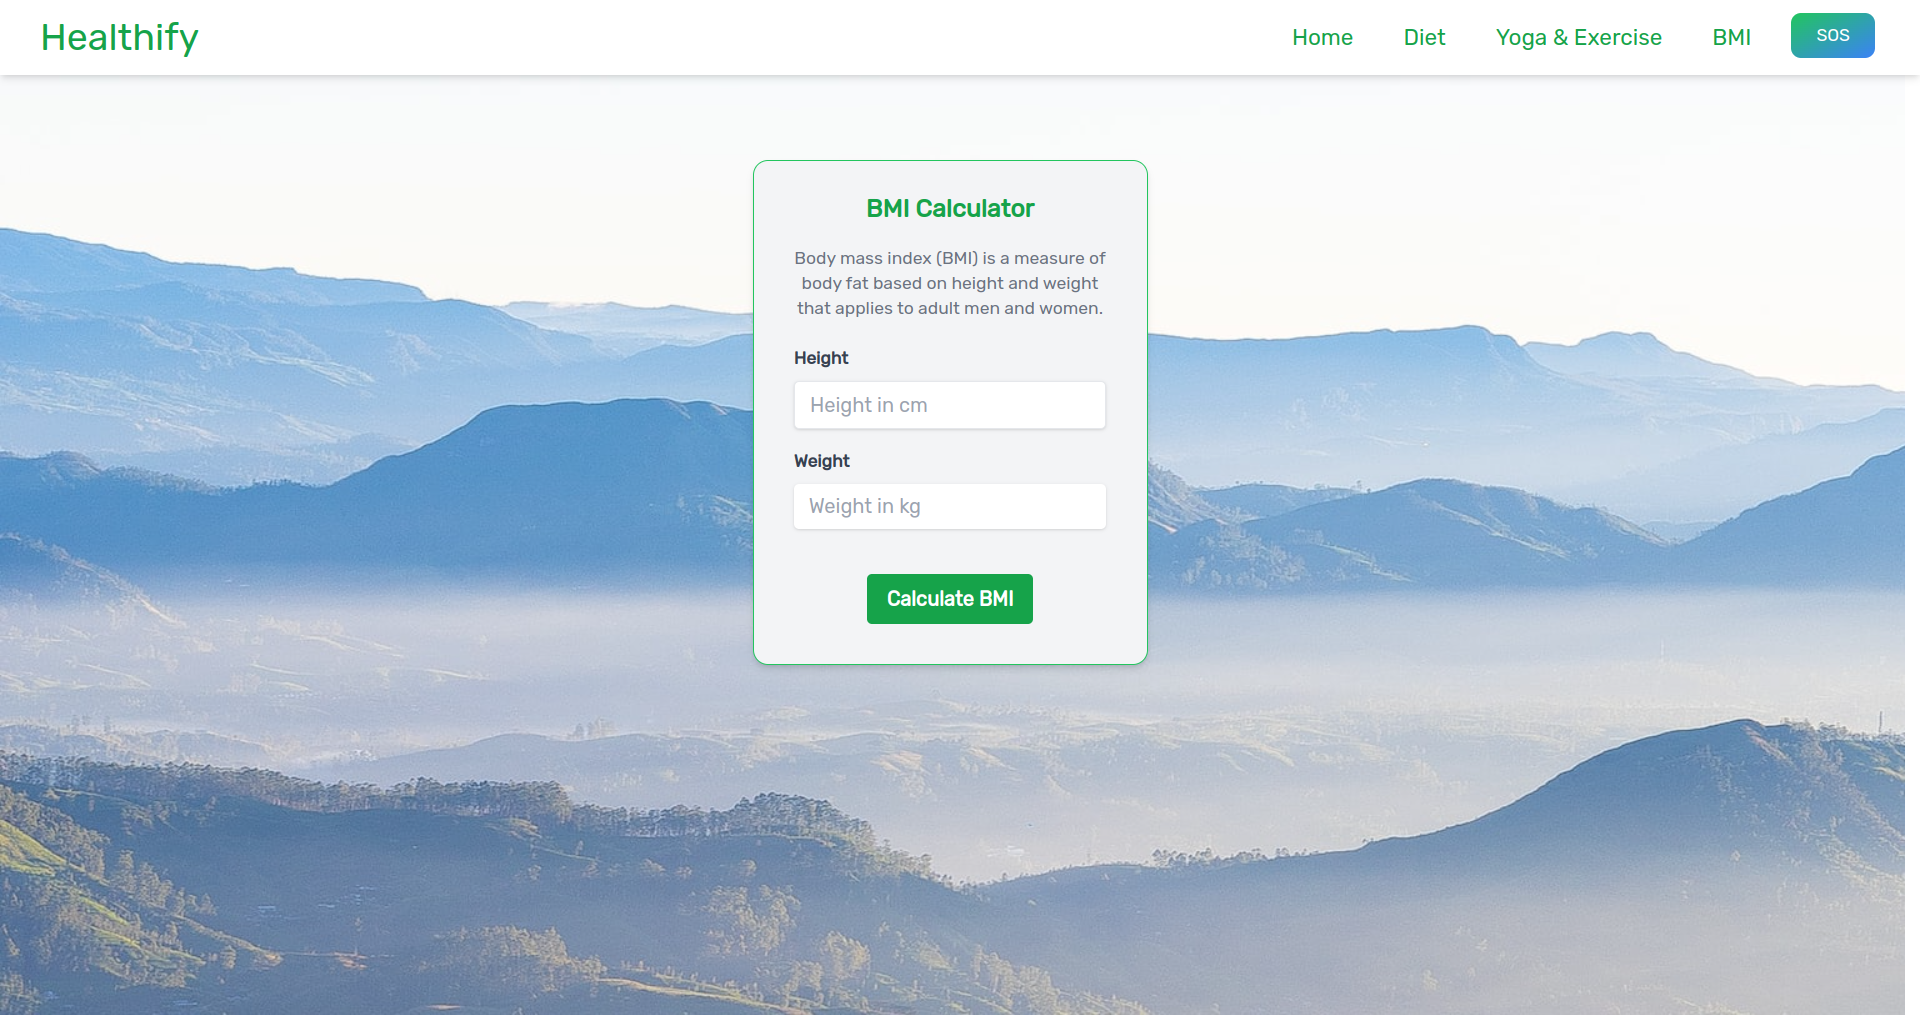 Healthify
Home
Diet
Yoga & Exercise
BMI
SOS
BMI Calculator
Body mass index (BMI) is a measure of
body fat based on height and weight
that applies to adult men and women.
Height
Height in cm
Weight
Weight in kg
Calculate BMI